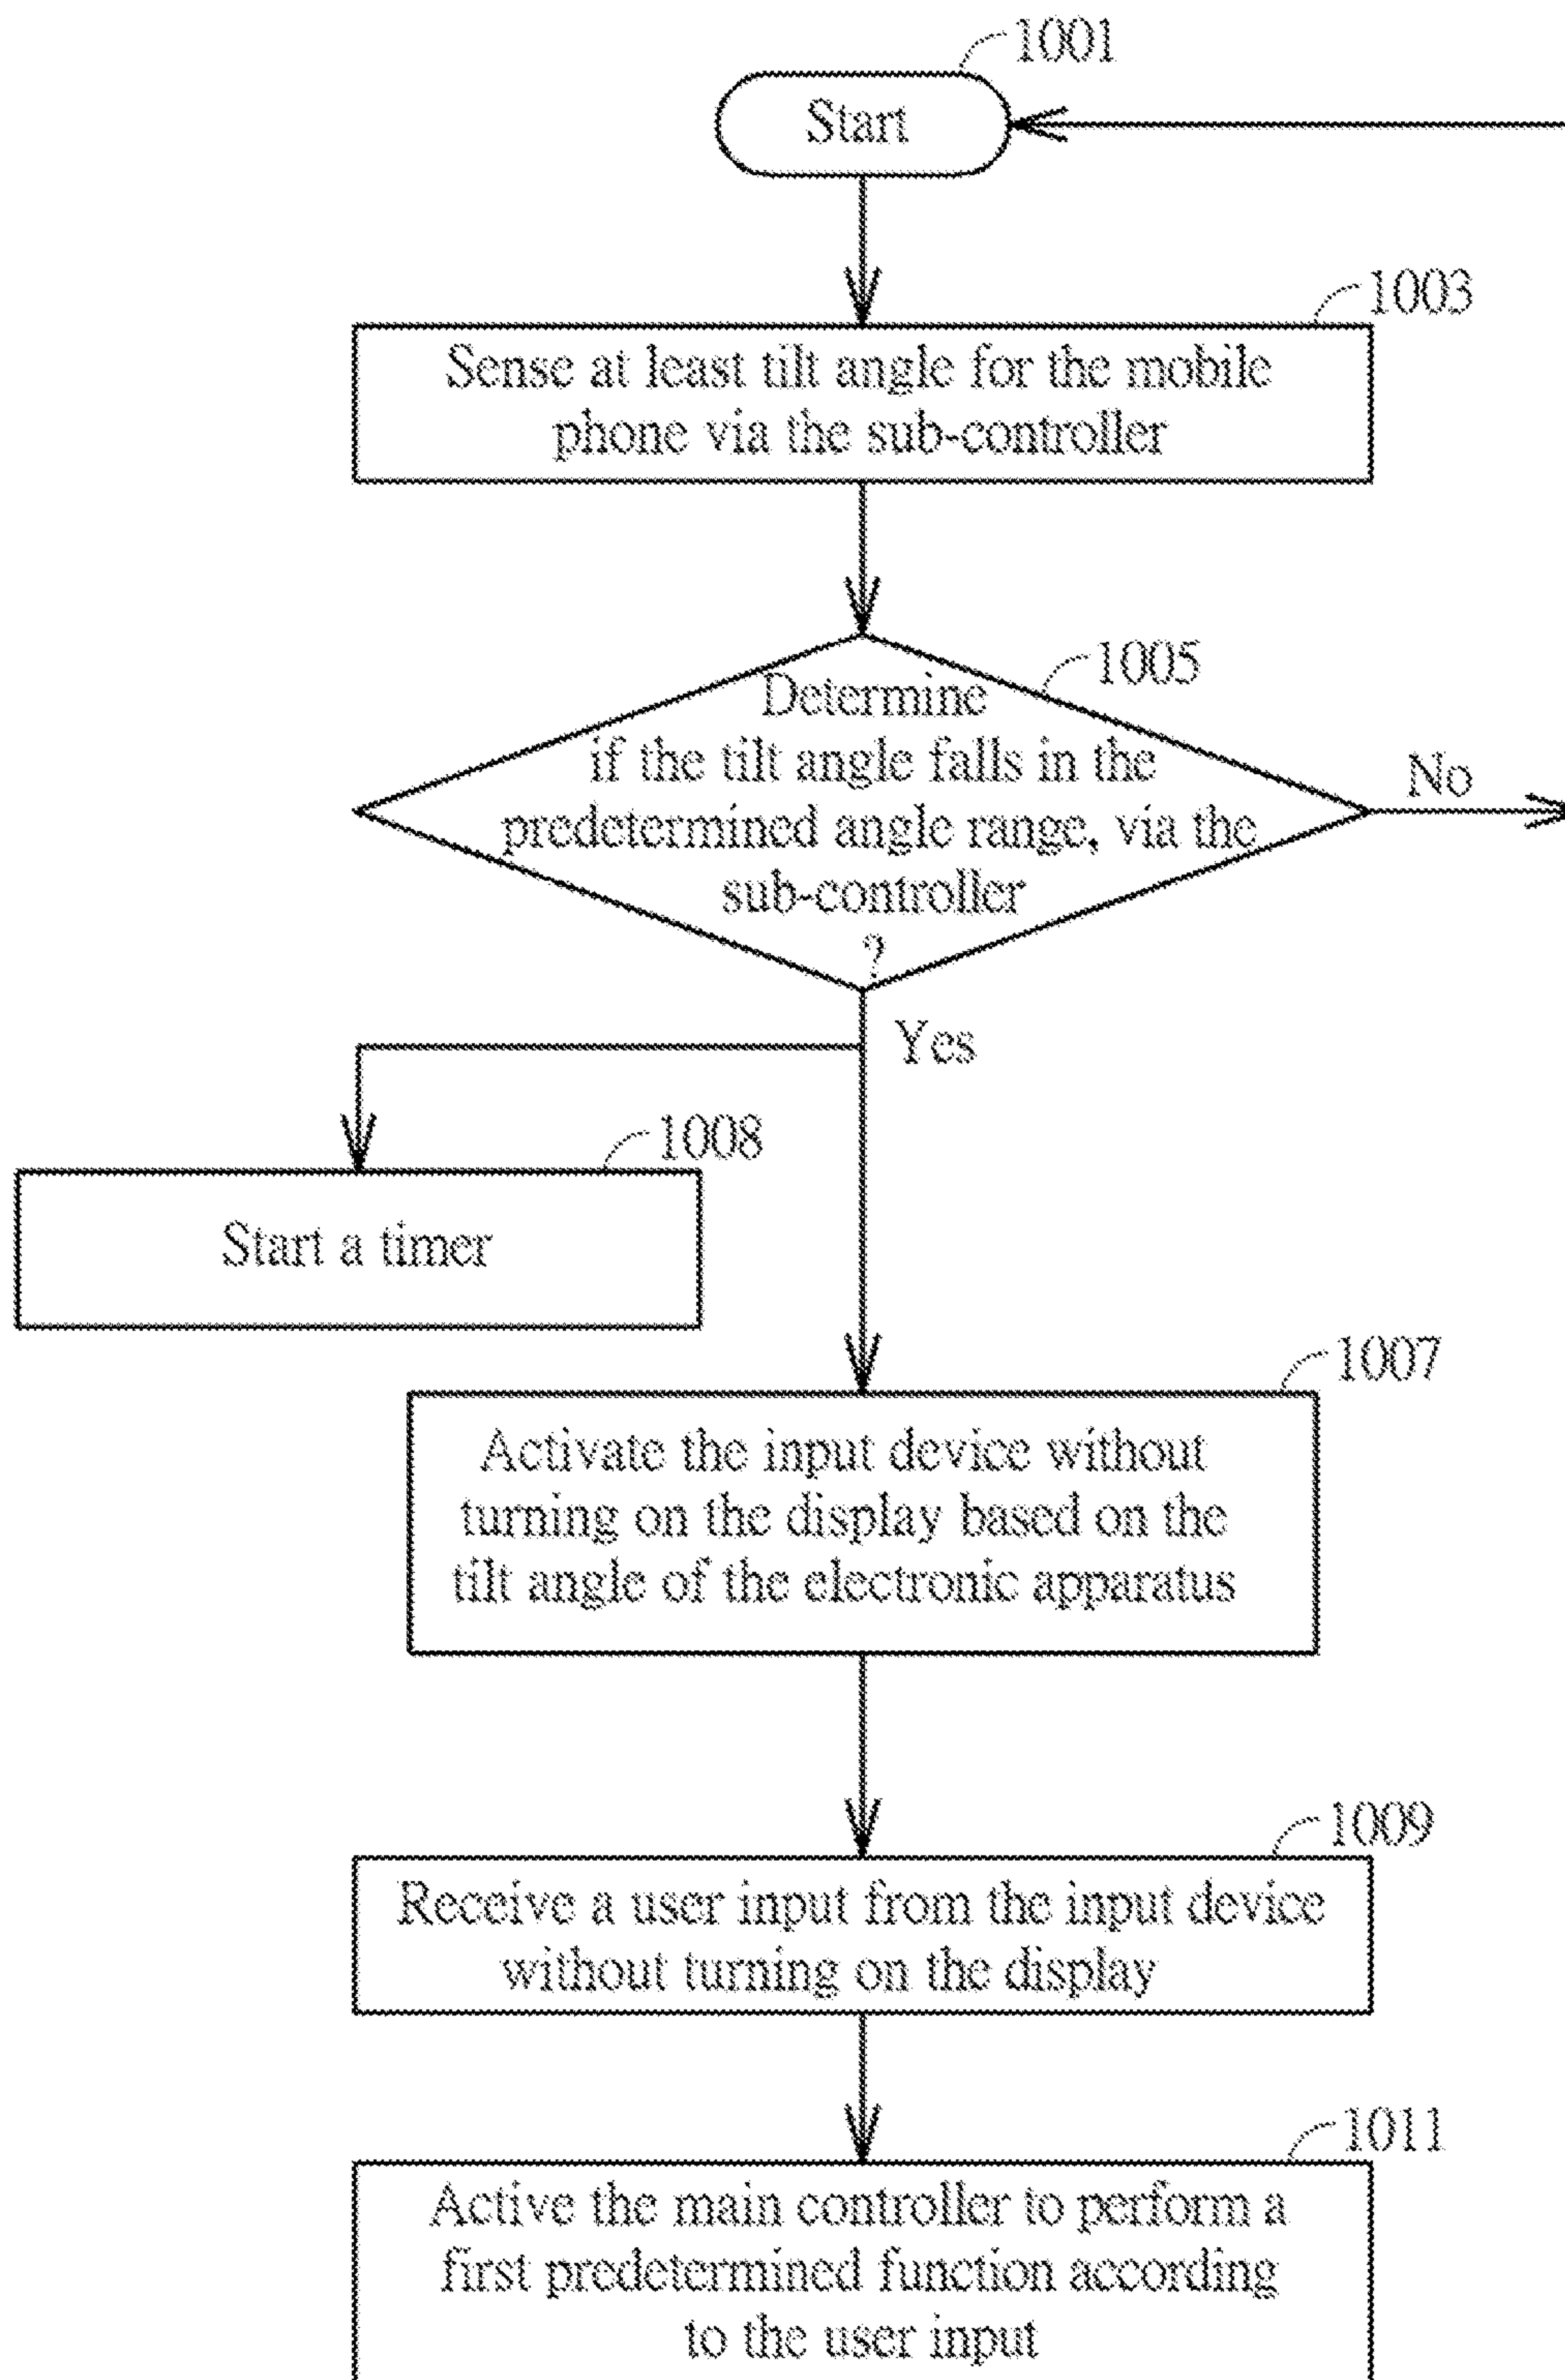 1001
Start
1003
Sense at least tilt angle for the mobile
phone via the sub-controller
1005
Determine
if the tilt angle falls in the
predetermined angle range, via the
sub-controller
?
No
Yes
1008
Start a timer
1007
Activate the input device without
turning on the display based on the
tilt angle of the electronic apparatus
1009
Receive a user input from the input device
without turning on the display
1011
Active the main controller to perform a
first predetermined function according
to the user input